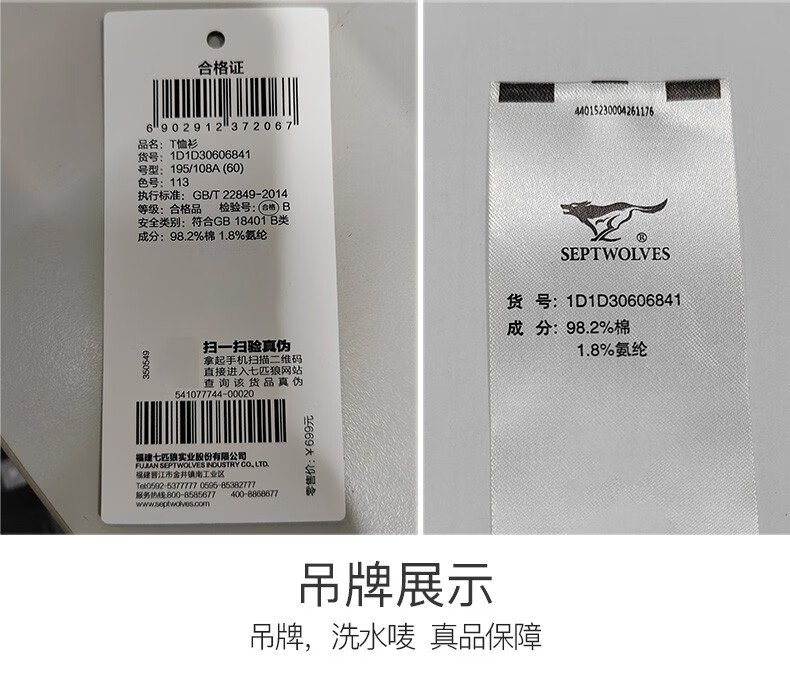 合格证
6 902912 372067
品名: T恤衫
货号: 1D1D30606841
号型: 195/108A (60)
色号: 113
执行标准: GB/T 22849-2014
等级: 合格品 检验号: 合格 B
安全类别: 符合GB 18401 B类
成分: 98.2%棉 1.8%氨纶
350549
扫一扫验真伪
拿起手机扫描二维码
直接进入七匹狼网站
查询该货品真伪
541077744-00020
福建七匹狼实业股份有限公司
FUJIAN SEPTWOLVES INDUSTRY CO., LTD.
福建晋江市金井镇南工业区
Tel:0592-5377777 0595-85382777
服务热线:800-8585677 400-8868677
www.septwolves.com
零售价: ¥699元
44015230004261176
®
SEPTWOLVES
货 号: 1D1D30606841
成 分: 98.2%棉
1.8%氨纶
吊牌展示
吊牌, 洗水唛 真品保障